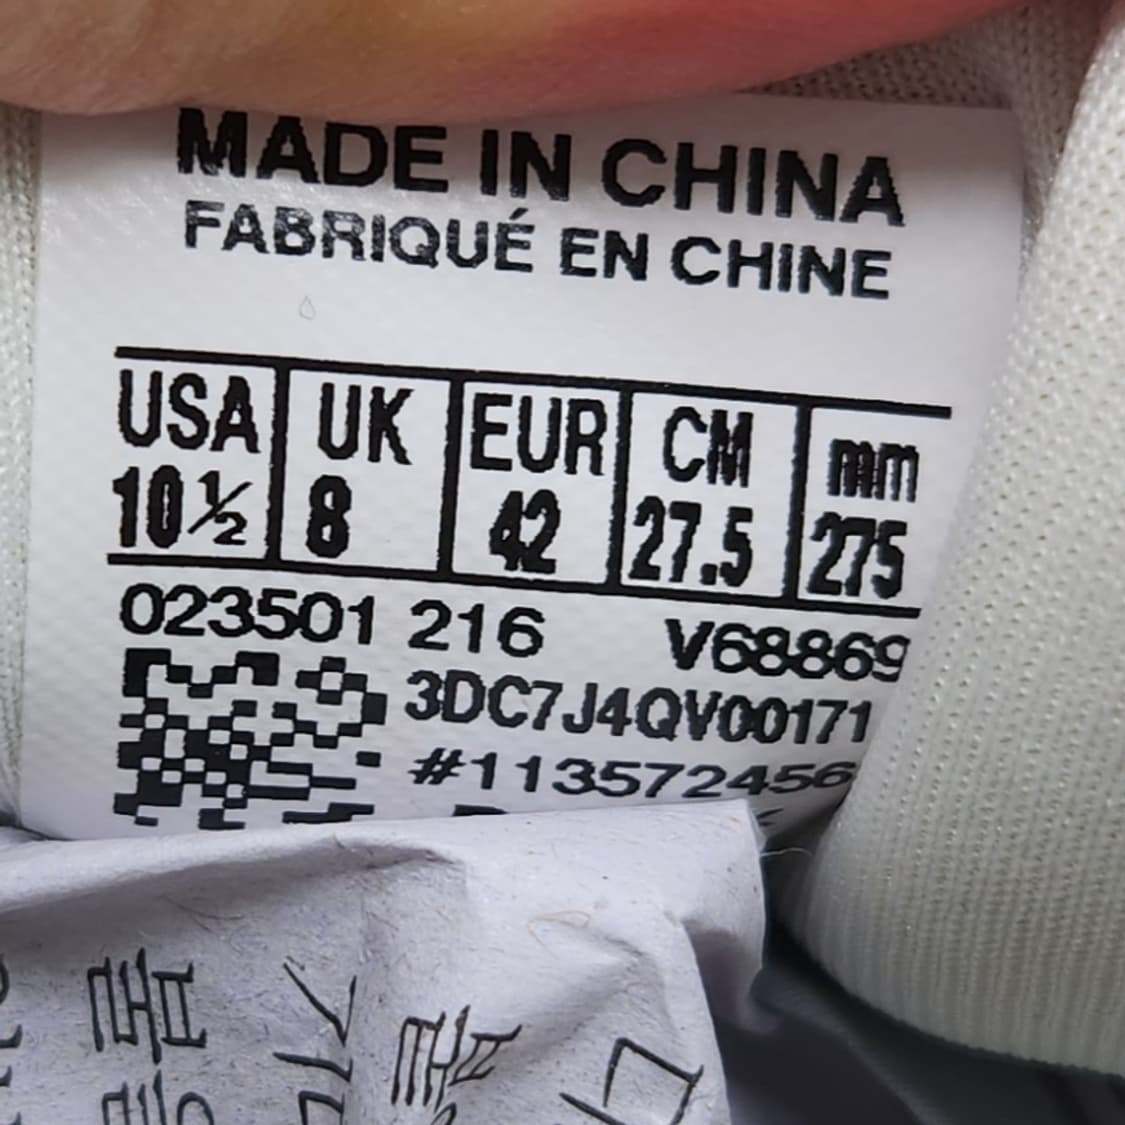 MADE IN CHINA
FABRIQUÉ EN CHINE
USA UK EUR CM mm
10½ 8 42 27.5 275
023501 216 V68869
3DC7J4QV00171
#113572456